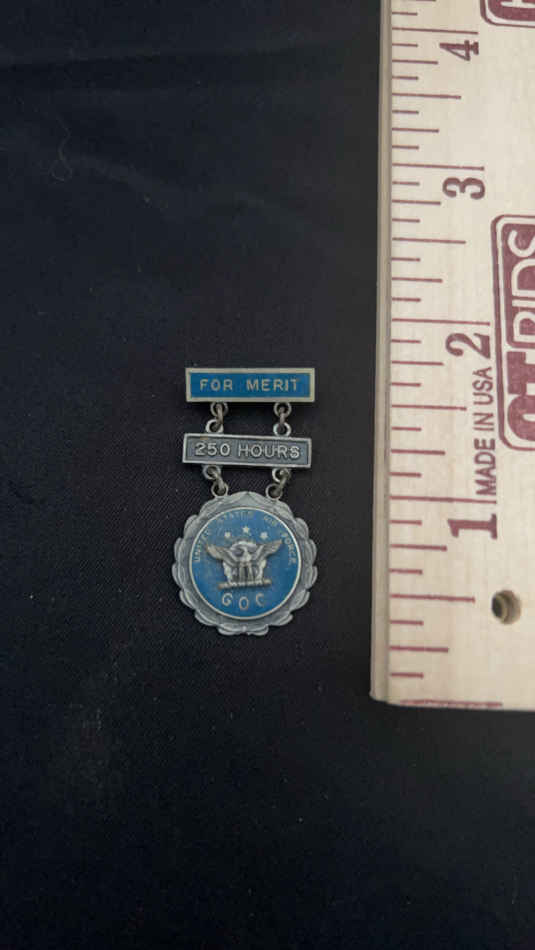 FOR MERIT
250 HOURS
UNITED STATES AIR FORCE
GOC
4
3
2
1
MADE IN USA